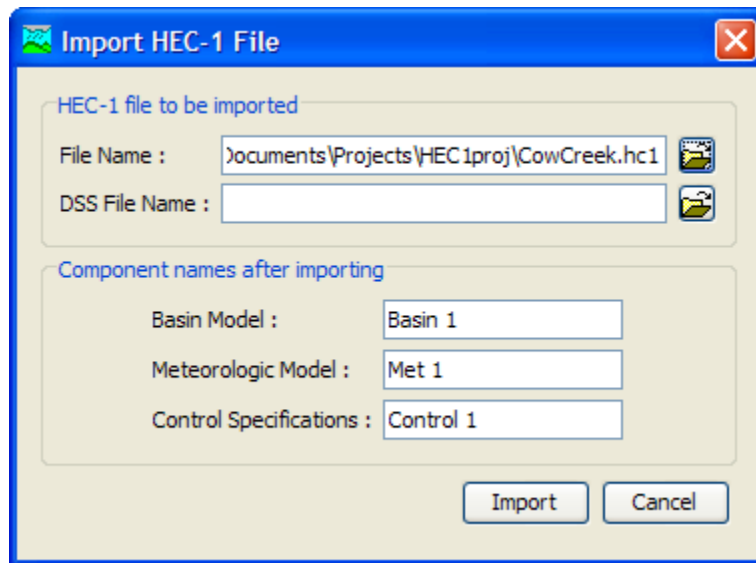 Import HEC-1 File
HEC-1 file to be imported
File Name : Documents\Projects\HEC1proj\CowCreek.hc1
DSS File Name :
Component names after importing
Basin Model : Basin 1
Meteorologic Model : Met 1
Control Specifications : Control 1
Import Cancel